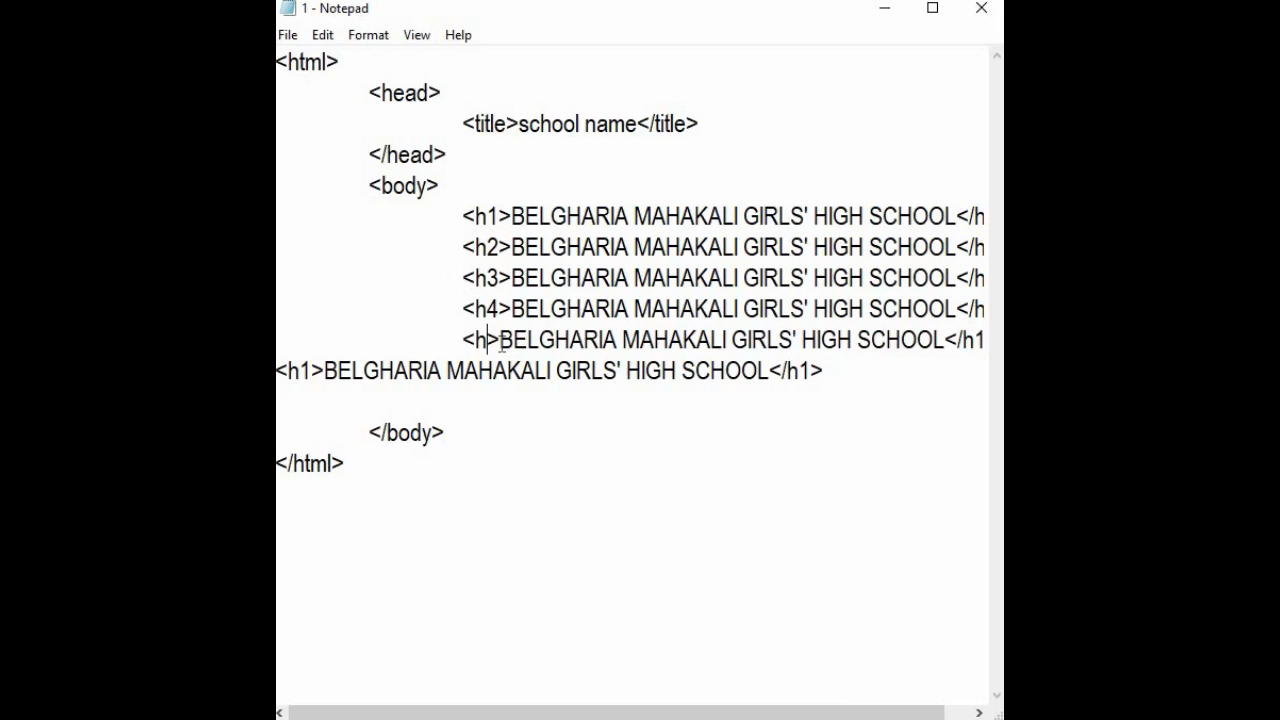 1 - Notepad
File Edit Format View Help
<html>
<head>
<title>school name</title>
</head>
<body>
<h1>BELGHARIA MAHAKALI GIRLS' HIGH SCHOOL</h
<h2>BELGHARIA MAHAKALI GIRLS' HIGH SCHOOL</h
<h3>BELGHARIA MAHAKALI GIRLS' HIGH SCHOOL</h
<h4>BELGHARIA MAHAKALI GIRLS' HIGH SCHOOL</h
<h>BELGHARIA MAHAKALI GIRLS' HIGH SCHOOL</h1
<h1>BELGHARIA MAHAKALI GIRLS' HIGH SCHOOL</h1>
</body>
</html>